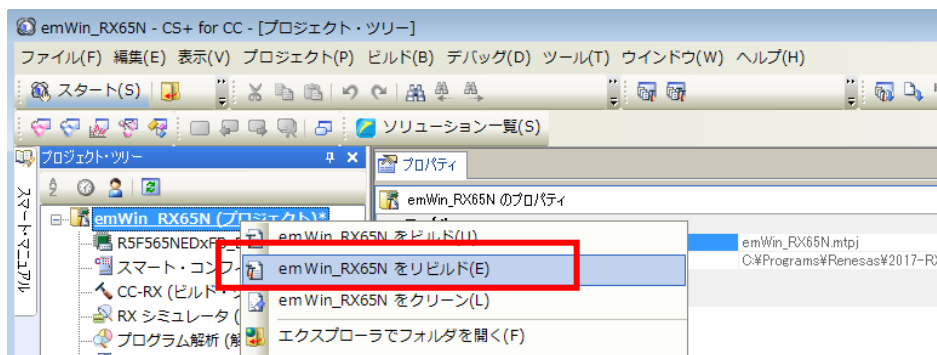 emWin_RX65N - CS+ for CC - [プロジェクト・ツリー]
ファイル(F) 編集(E) 表示(V) プロジェクト(P) ビルド(B) デバッグ(D) ツール(T) ウインドウ(W) ヘルプ(H)
スタート(S)
ソリューション一覧(S)
プロジェクト・ツリー
プロパティ
スマート・マニュアル
emWin_RX65N のプロパティ
emWin_RX65N (プロジェクト)*
emWin_RX65N をビルド(U)
R5F565NEDxFB
emWin_RX65N.mtpj
スマート・コンフィ
emWin_RX65N をリビルド(E)
C:¥Programs¥Renesas¥2017-RX
CC-RX (ビルド・
emWin_RX65N をクリーン(L)
RX シミュレータ (
プログラム解析 (解
エクスプローラでフォルダを開く(F)